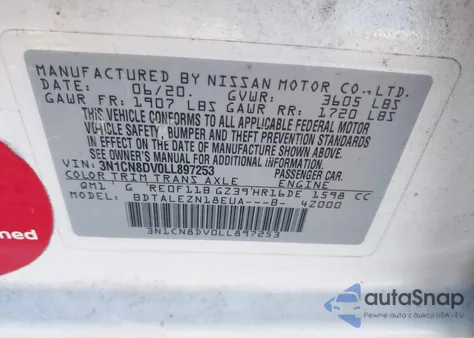 MANUFACTURED BY NISSAN MOTOR CO., LTD.
DATE: 06/20. GVWR: 3605 LBS
GAWR FR: 1907 LBS GAWR RR: 1720 LBS
THIS VEHICLE CONFORMS TO ALL APPLICABLE FEDERAL MOTOR
VEHICLE SAFETY, BUMPER AND THEFT PREVENTION STANDARDS
IN EFFECT ON THE DATE OF MANUFACTURE SHOWN ABOVE.
SEE OWNER'S MANUAL FOR ADDITIONAL INFORMATION.
VIN: 3N1CN8DV0LL897253 PASSENGER CAR.
COLOR TRIM TRANS AXLE ENGINE
QM1 G RE0F11B GZ39 HR16DE 1598 CC
BDTALEZN18EUA---B- 4Z000
3N1CN8DV0LL897253
ned
autoSnap
Pewne auta z aukcji USA - EU